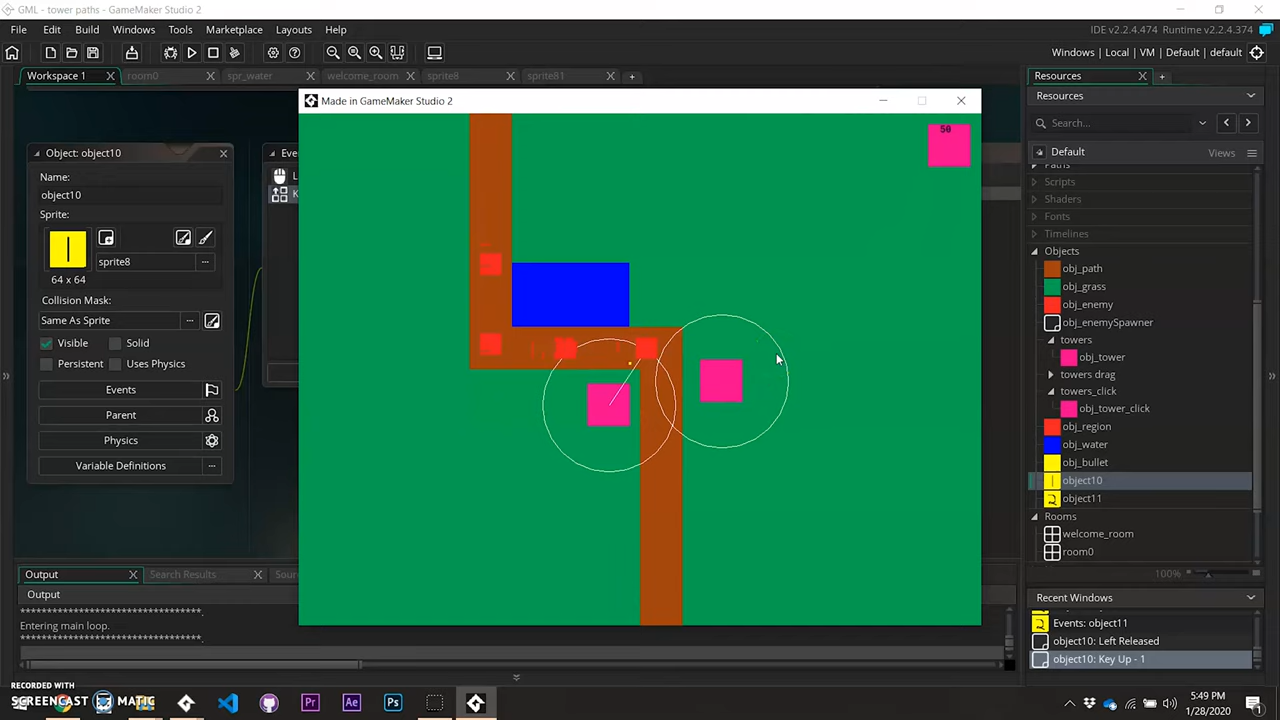 GML - tower paths - GameMaker Studio 2
File Edit Build Windows Tools Marketplace Layouts Help
IDE v2.2.4.474 Runtime v2.2.4.374
Windows | Local | VM | Default | default
Workspace 1 room0 spr_water welcome_room sprite8 sprite81
Resources
Resources
Search...
Default Views
Made in GameMaker Studio 2
50
Object: object10
Name:
object10
Sprite:
sprite8
64 x 64
Collision Mask:
Same As Sprite
Visible Solid
Persistent Uses Physics
Events
Parent
Physics
Variable Definitions
Paths
Scripts
Shaders
Fonts
Timelines
Objects
obj_path
obj_grass
obj_enemy
obj_enemySpawner
towers
obj_tower
towers drag
towers_click
obj_tower_click
obj_region
obj_water
obj_bullet
object10
object11
Rooms
welcome_room
room0
100%
Output Search Results
Output
***********************************.
Entering main loop.
***********************************.
Recent Windows
Events: object11
object10: Left Released
object10: Key Up - 1
RECORDED WITH
SCREENCAST MATIC
Pr Ae Ps
5:49 PM
1/28/2020
1